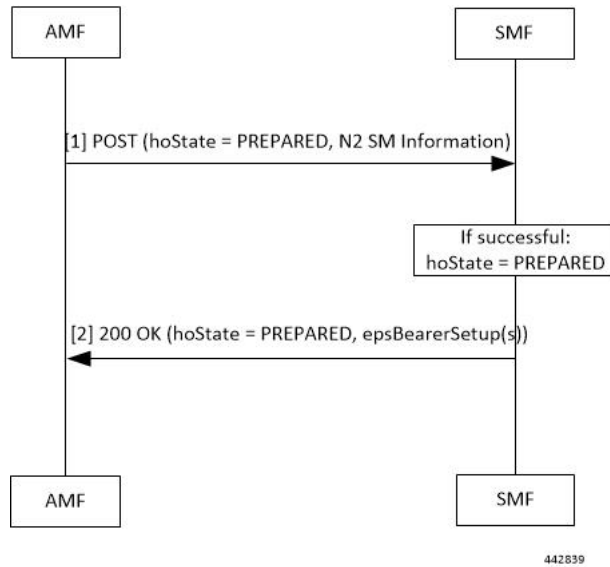 AMF
SMF
[1] POST (hoState = PREPARED, N2 SM Information)
If successful:
hoState = PREPARED
[2] 200 OK (hoState = PREPARED, epsBearerSetup(s))
AMF
SMF
442839